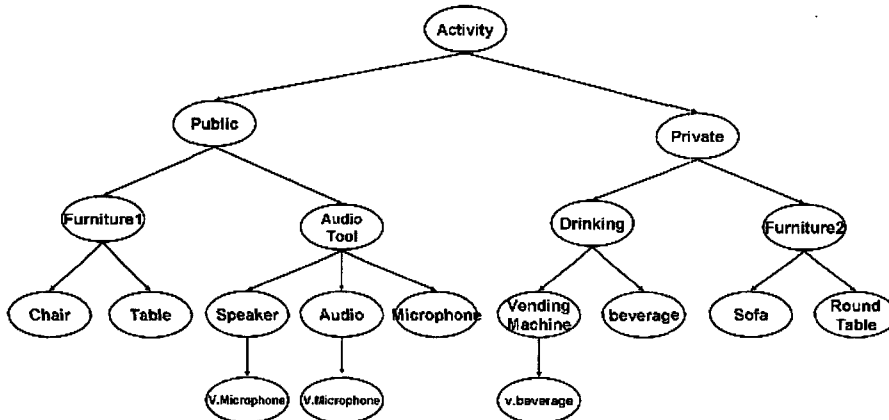 Activity
Public
Private
Furniture1
Audio
Tool
Drinking
Furniture2
Chair
Table
Speaker
Audio
Microphone
Vending
Machine
beverage
Sofa
Round
Table
V.Microphone
V.Microphone
v.beverage